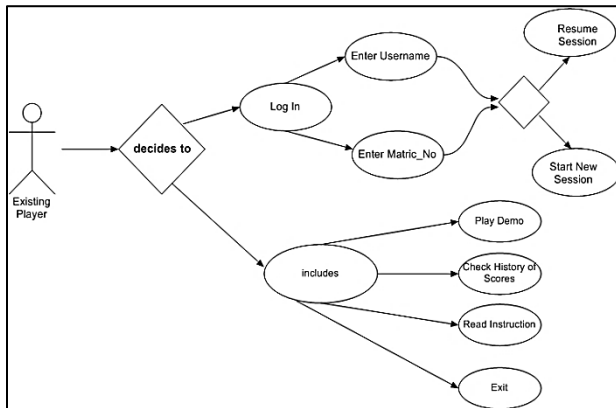 Resume
Session
Enter Username
Log In
decides to
Enter Matric_No
Start New
Session
Existing
Player
Play Demo
includes
Check History of
Scores
Read Instruction
Exit